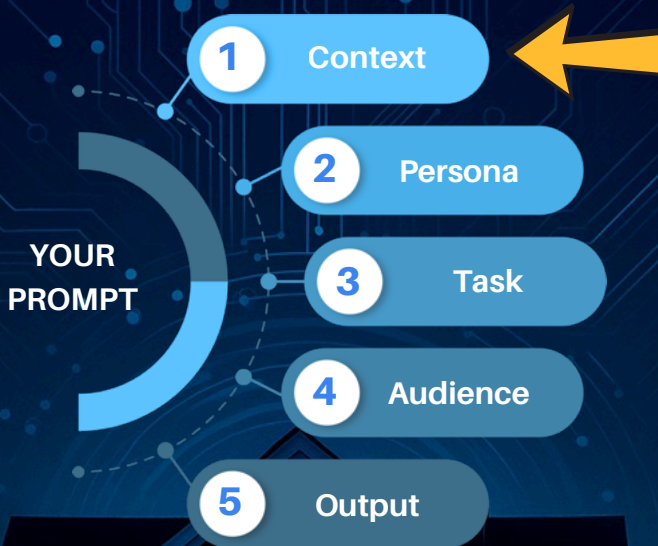 1 Context
2 Persona
YOUR
PROMPT
3 Task
4 Audience
5 Output